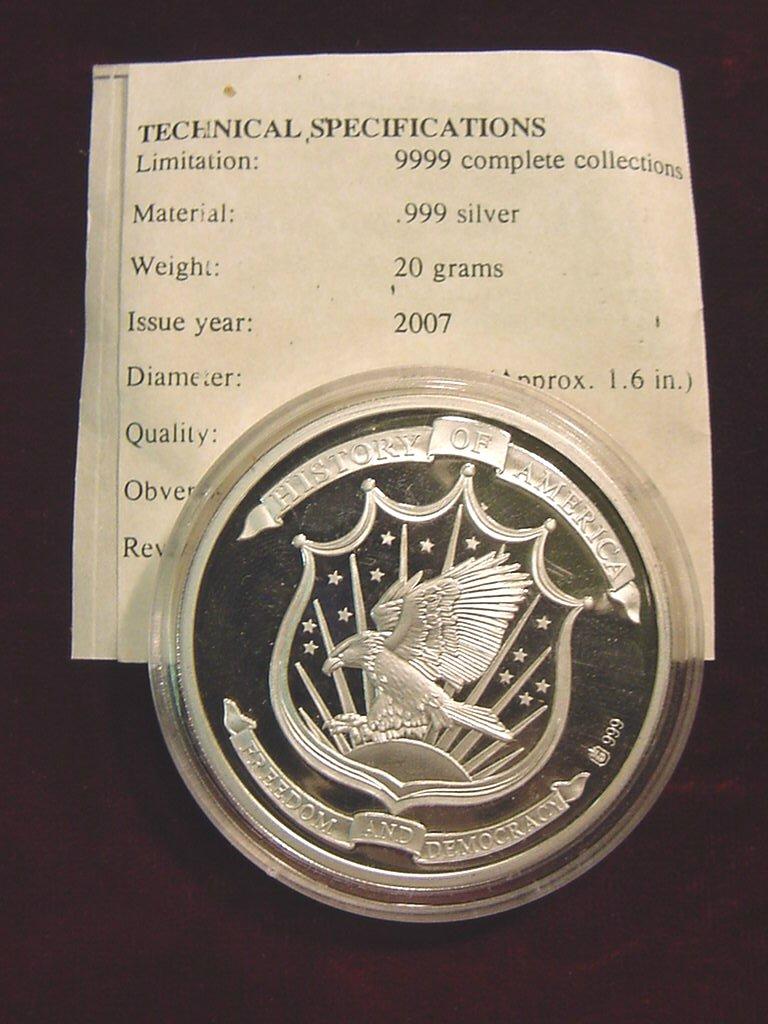 TECHNICAL SPECIFICATIONS
Limitation: 9999 complete collections
Material: .999 silver
Weight: 20 grams
Issue year: 2007
Diameter: (Approx. 1.6 in.)
Quality:
HISTORY OF AMERICA
999
FREEDOM AND DEMOCRACY